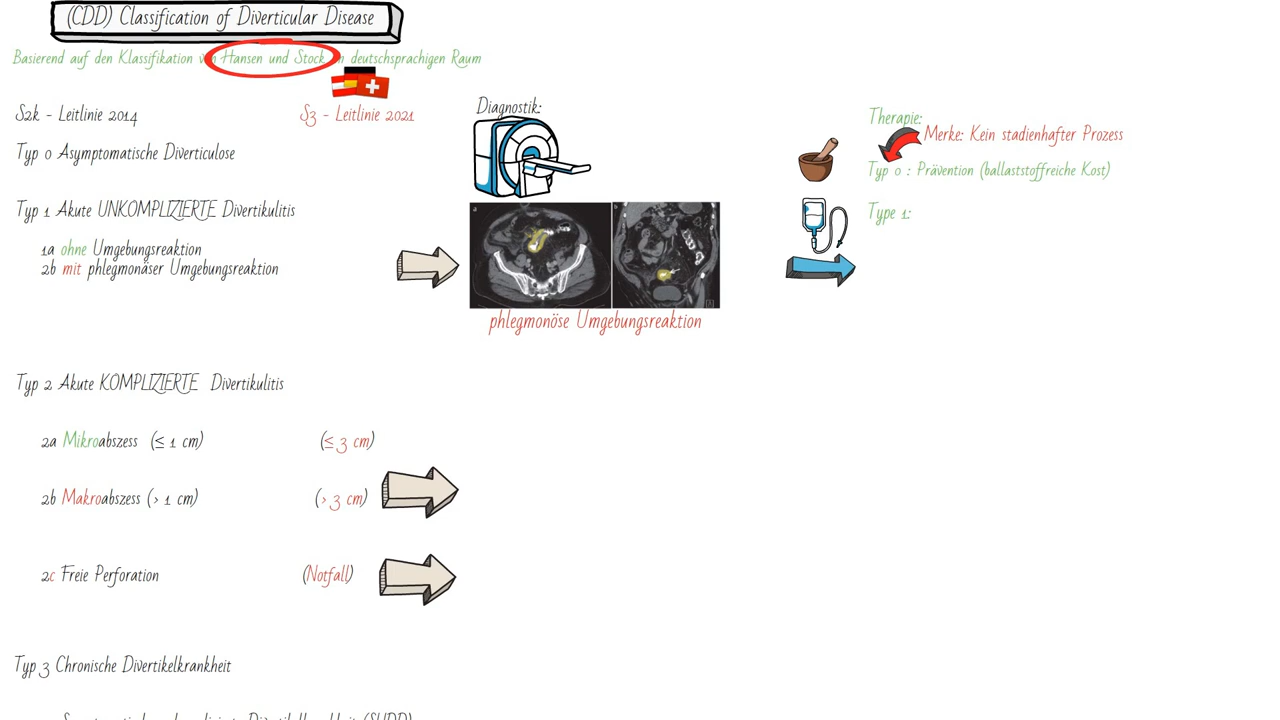 (CDD) Classification of Diverticular Disease
Basierend auf den Klassifikation von Hansen und Stock im deutschsprachigen Raum
S2k - Leitlinie 2014
S3 - Leitlinie 2021
Diagnostik:
Therapie:
Merke: Kein stadienhafter Prozess
Typ 0 Asymptomatische Diverticulose
Typ 0 : Prävention (ballaststoffreiche Kost)
Typ 1 Akute UNKOMPLIZIERTE Divertikulitis
Type 1:
1a ohne Umgebungsreaktion
2b mit phlegmonäser Umgebungsreaktion
a
b
phlegmonöse Umgebungsreaktion
Typ 2 Akute KOMPLIZIERTE Divertikulitis
2a Mikroabszess (≤ 1 cm)
(≤ 3 cm)
2b Makroabszess (> 1 cm)
(> 3 cm)
2c Freie Perforation
(Notfall)
Typ 3 Chronische Divertikelkrankheit